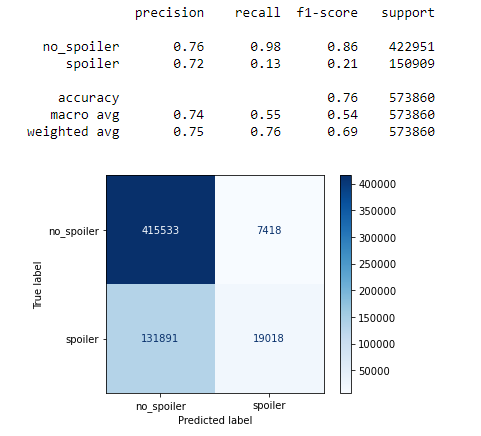 precision recall f1-score support
no_spoiler 0.76 0.98 0.86 422951
spoiler 0.72 0.13 0.21 150909
accuracy 0.76 573860
macro avg 0.74 0.55 0.54 573860
weighted avg 0.75 0.76 0.69 573860
400000
350000
300000
250000
200000
150000
100000
50000
True label
no_spoiler 415533 7418
spoiler 131891 19018
no_spoiler spoiler
Predicted label